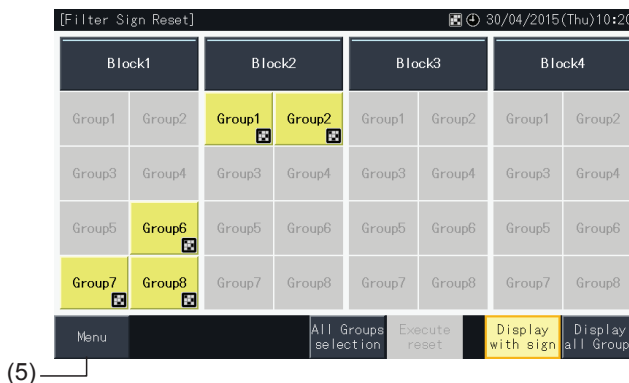 [Filter Sign Reset] 30/04/2015(Thu)10:20
Block1 Block2 Block3 Block4
Group1 Group2 Group1 Group2 Group1 Group2 Group1 Group2
Group3 Group4 Group3 Group4 Group3 Group4 Group3 Group4
Group5 Group6 Group5 Group6 Group5 Group6 Group5 Group6
Group7 Group8 Group7 Group8 Group7 Group8 Group7 Group8
Menu All Groups selection Execute reset Display with sign Display all Group
(5)